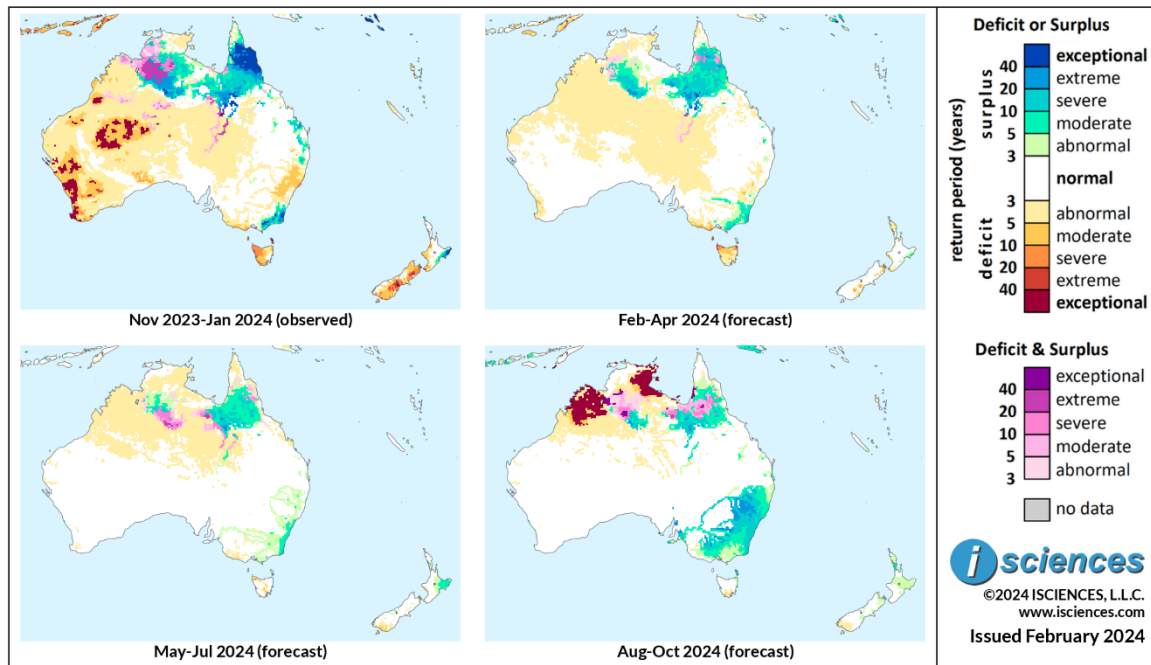 Nov 2023-Jan 2024 (observed)
Feb-Apr 2024 (forecast)
May-Jul 2024 (forecast)
Aug-Oct 2024 (forecast)
Deficit or Surplus
return period (years)
surplus
deficit
exceptional
40
extreme
20
severe
10
moderate
5
abnormal
3
normal
3
abnormal
5
moderate
10
severe
20
extreme
40
exceptional
Deficit & Surplus
exceptional
40
extreme
20
severe
10
moderate
5
abnormal
3
no data
i sciences
©2024 ISCIENCES, L.L.C.
www.isciences.com
Issued February 2024